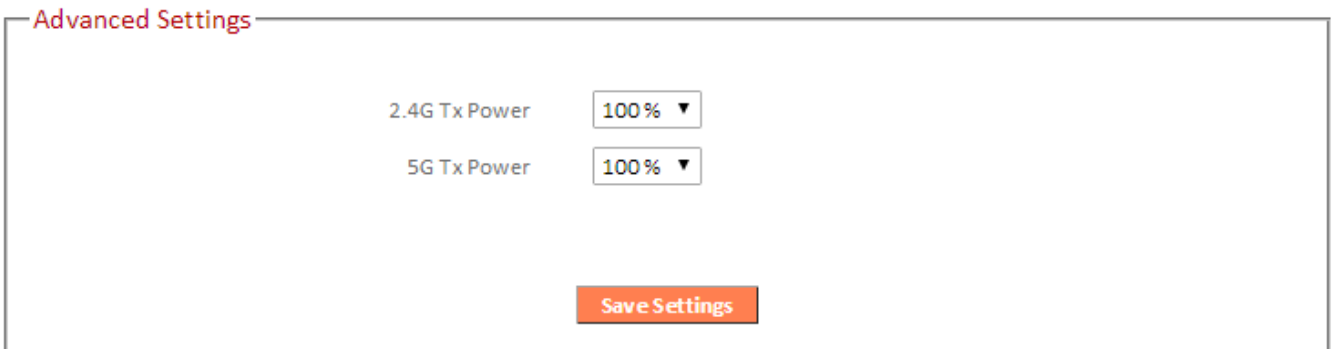 Advanced Settings
2.4G Tx Power 100% ▼
5G Tx Power 100% ▼
Save Settings